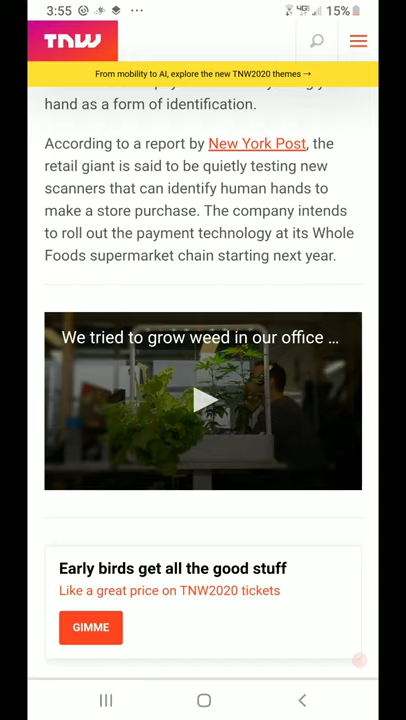 3:55
15%
TNW
From mobility to AI, explore the new TNW2020 themes →
hand as a form of identification.
According to a report by New York Post, the
retail giant is said to be quietly testing new
scanners that can identify human hands to
make a store purchase. The company intends
to roll out the payment technology at its Whole
Foods supermarket chain starting next year.
We tried to grow weed in our office ...
Early birds get all the good stuff
Like a great price on TNW2020 tickets
GIMME